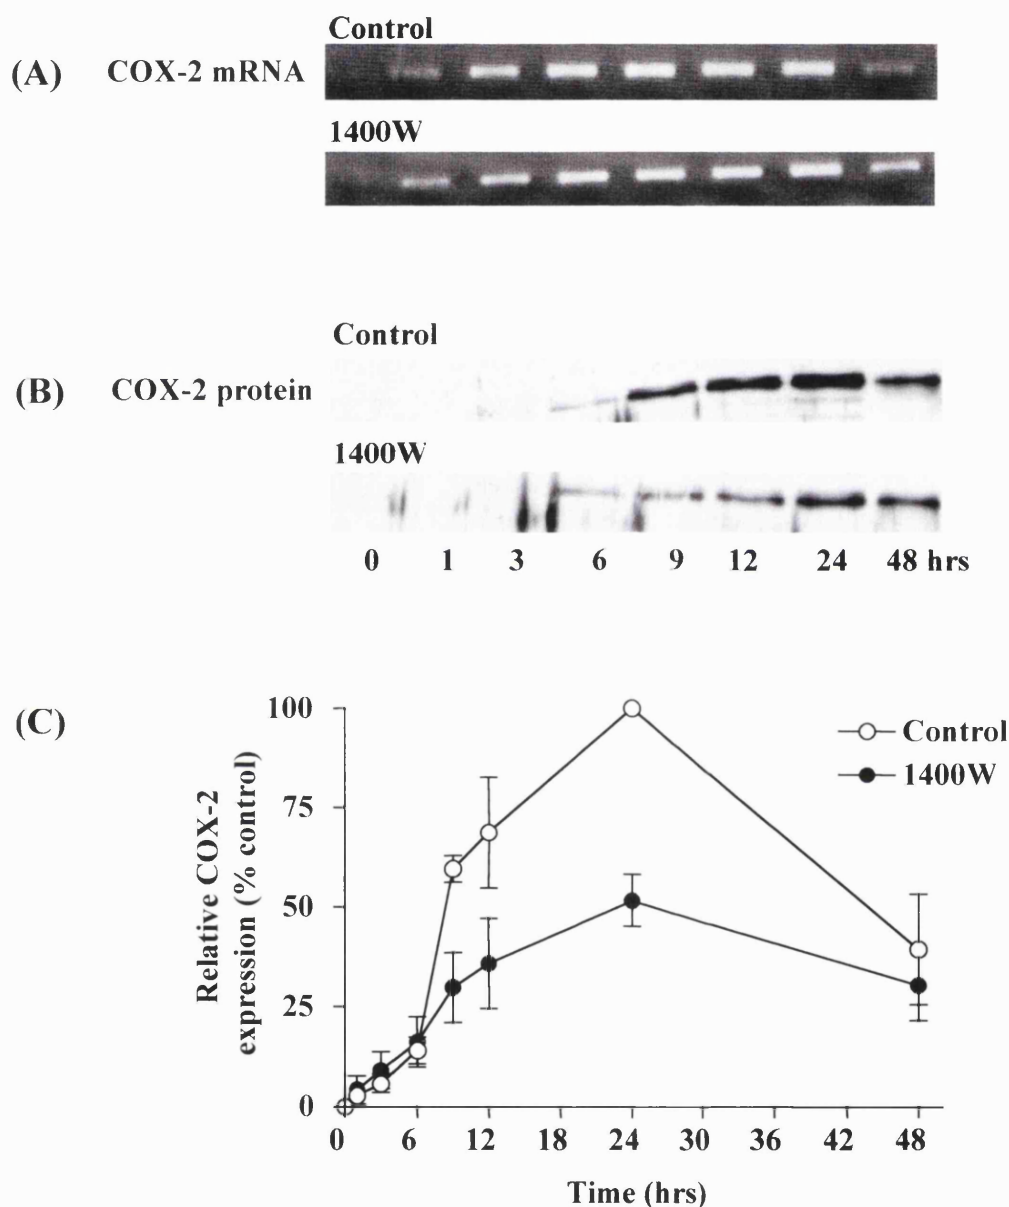 Control
(A) COX-2 mRNA
1400W
Control
(B) COX-2 protein
1400W
0 1 3 6 9 12 24 48 hrs
(C)
Relative COX-2
expression (% control)
100
75
50
25
0
Control
1400W
0 6 12 18 24 30 36 42 48
Time (hrs)